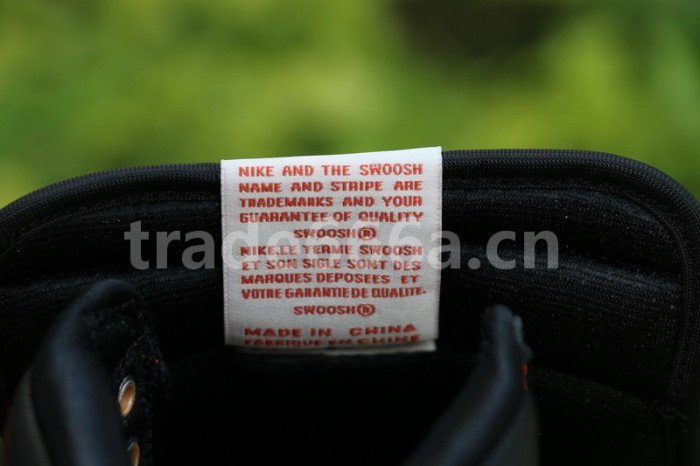 NIKE AND THE SWOOSH
NAME AND STRIPE ARE
TRADEMARKS AND YOUR
GUARANTEE OF QUALITY
SWOOSH®
NIKE,LE TERME SWOOSH
ET SON SIGLE SONT DES
MARQUES DEPOSEES ET
VOTRE GARANTIE DE QUALITE.
SWOOSH®
MADE IN CHINA
FABRIQUE EN CHINE